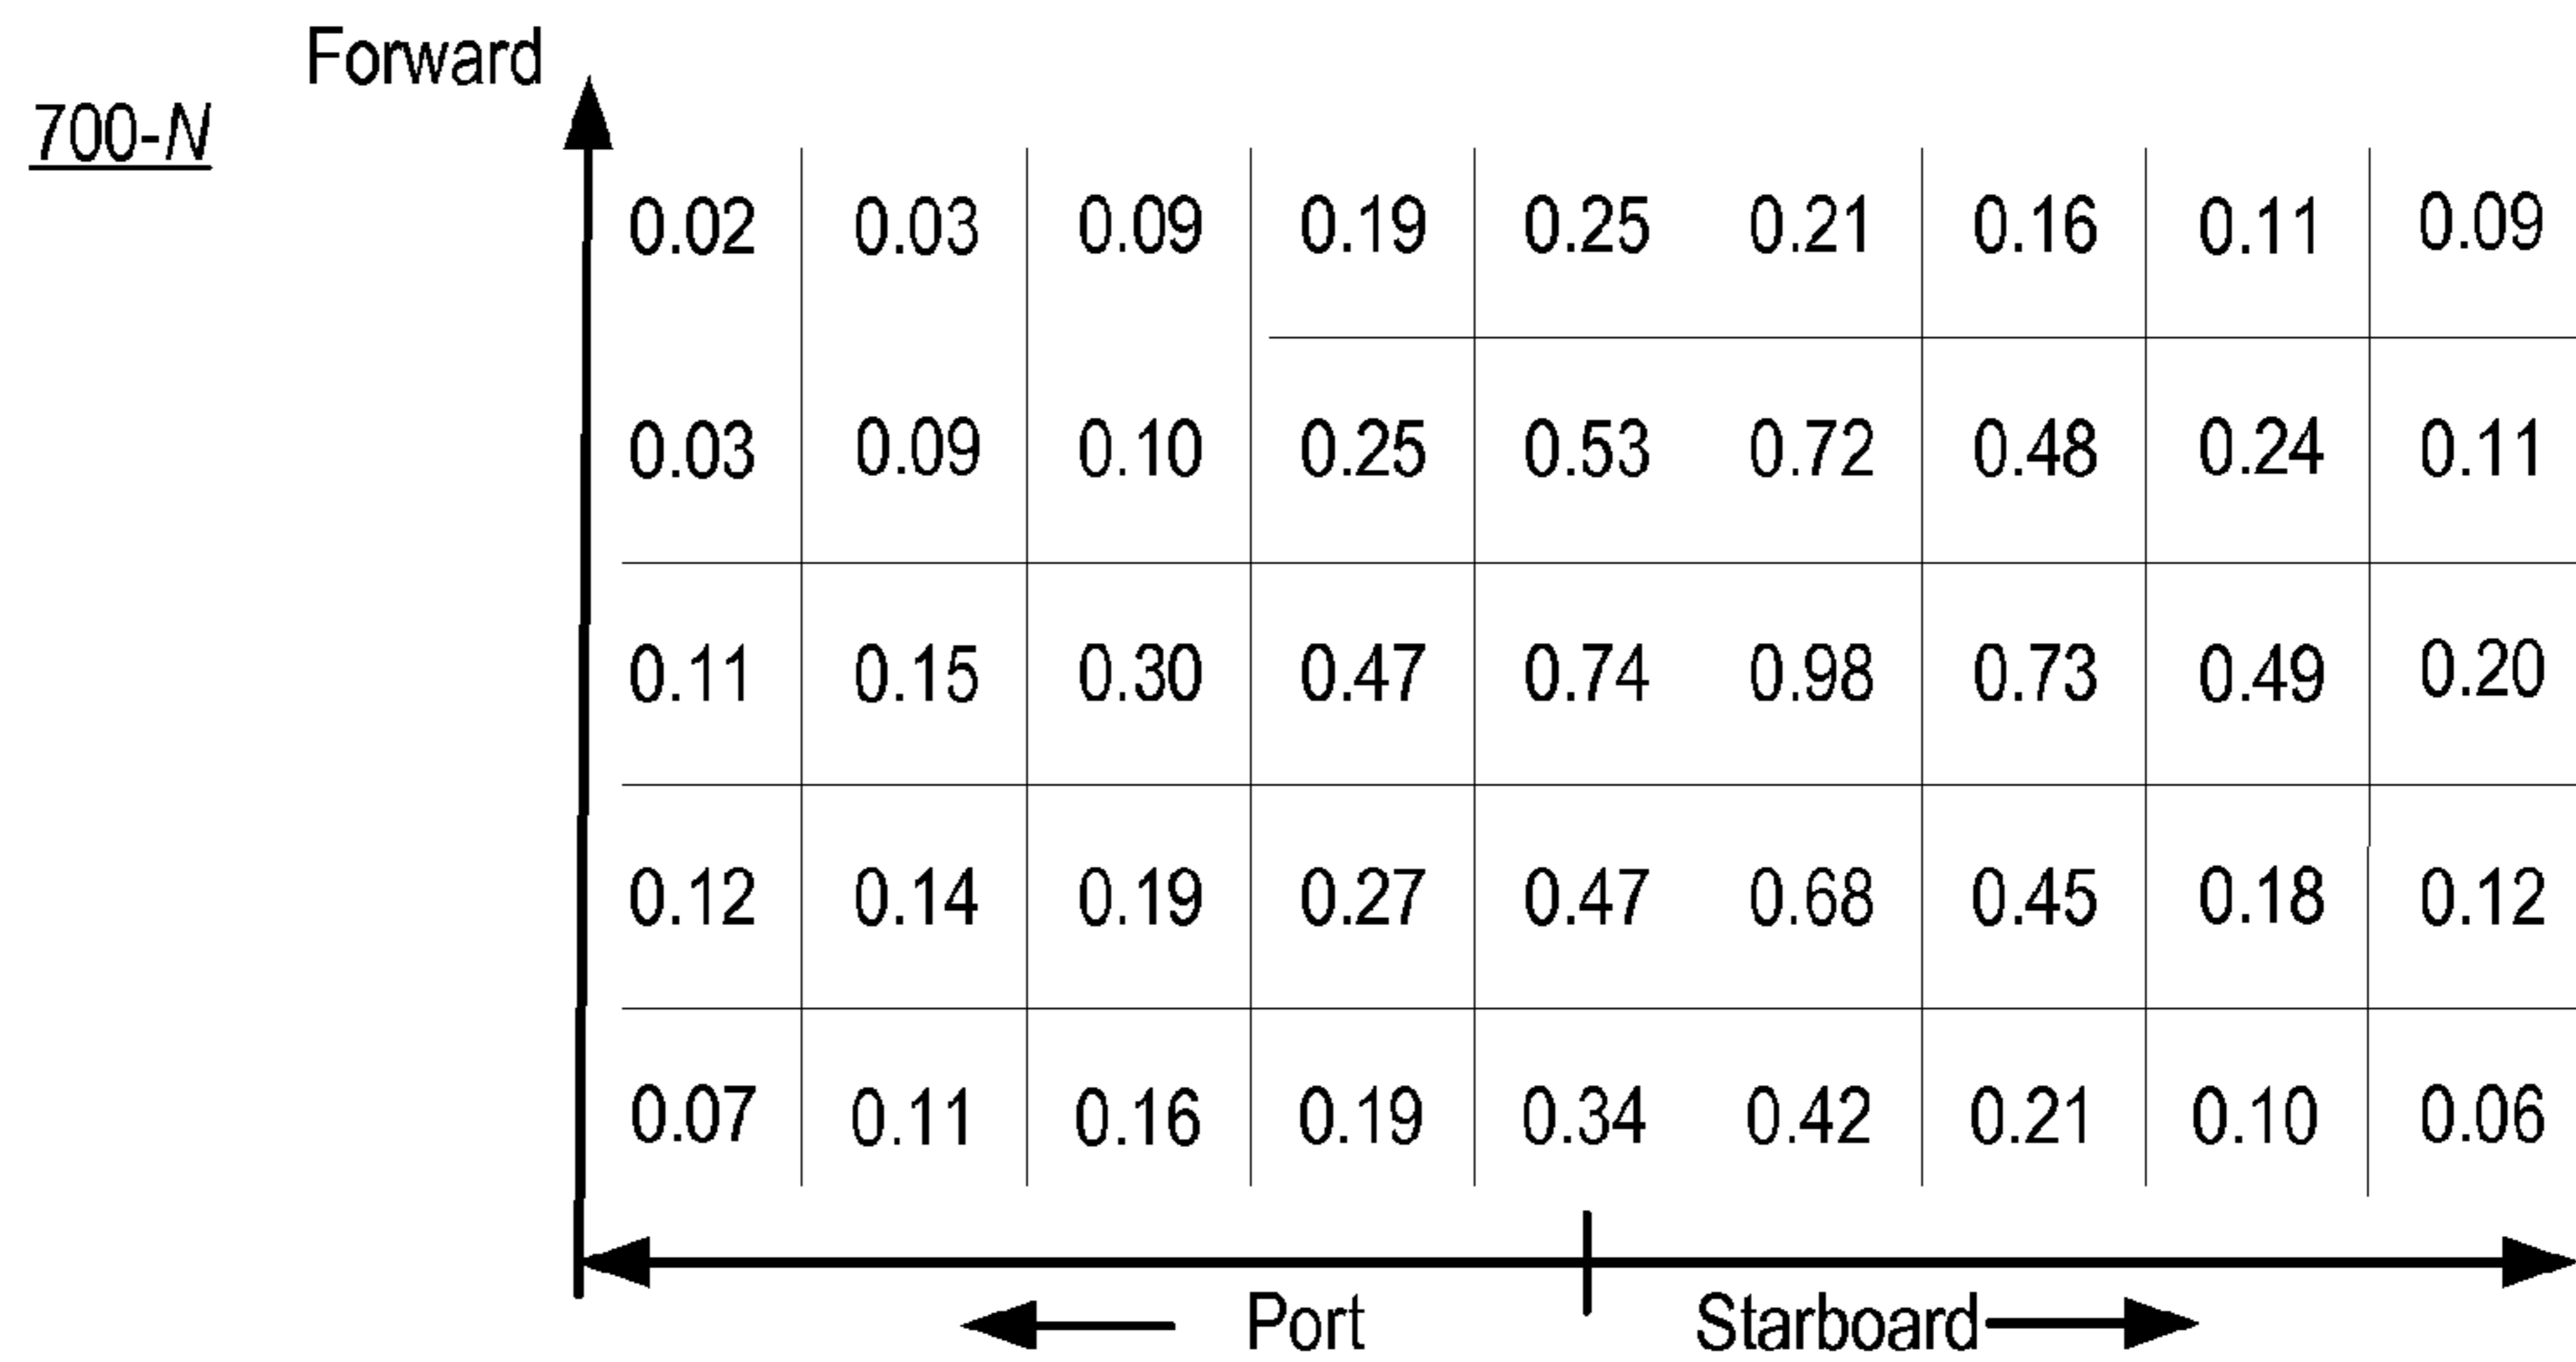 Forward
700-N
0.02 0.03 0.09 0.19 0.25 0.21 0.16 0.11 0.09
0.03 0.09 0.10 0.25 0.53 0.72 0.48 0.24 0.11
0.11 0.15 0.30 0.47 0.74 0.98 0.73 0.49 0.20
0.12 0.14 0.19 0.27 0.47 0.68 0.45 0.18 0.12
0.07 0.11 0.16 0.19 0.34 0.42 0.21 0.10 0.06
Port Starboard